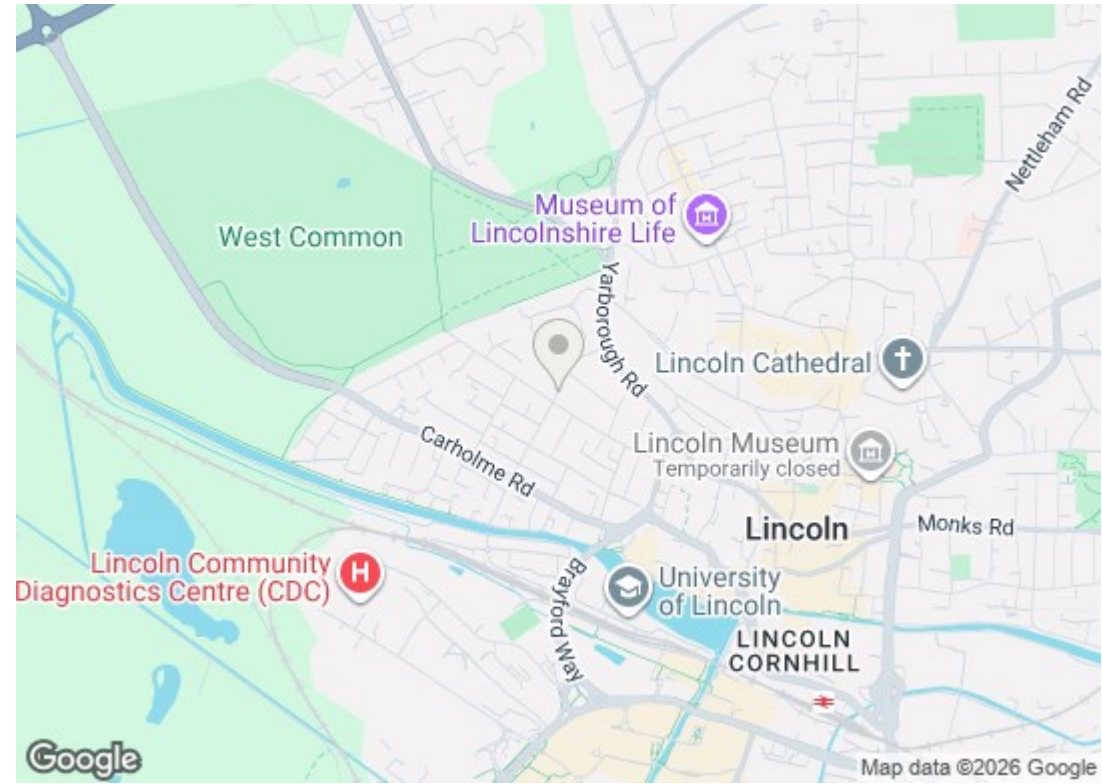 Nettleham Rd
Museum of
Lincolnshire Life
West Common
Yarborough Rd
Lincoln Cathedral
Carholme Rd
Lincoln Museum
Temporarily closed
Lincoln
Monks Rd
Lincoln Community
Diagnostics Centre (CDC)
H
University
of Lincoln
Brayford Way
LINCOLN
CORNHILL
Google
Map data ©2026 Google